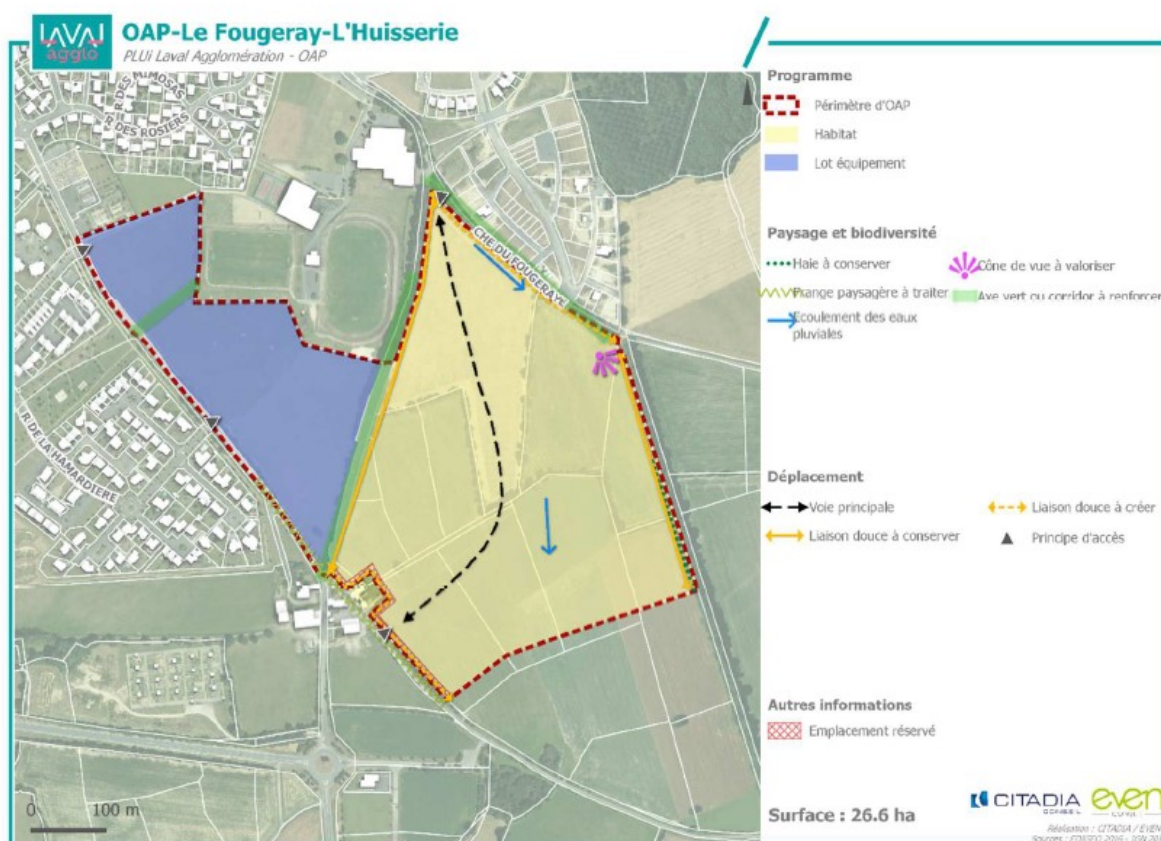 LAVAL
agglo
OAP-Le Fougeray-L'Huisserie
PLUi Laval Agglomération - OAP
R DES MIMOSAS
R DES ROSIERS
CHE DU FOUGERAYE
R. DE LA HAMARDIERE
0 100 m
Programme
Périmètre d'OAP
Habitat
Lot équipement
Paysage et biodiversité
Haie à conserver
Cône de vue à valoriser
Frange paysagère à traiter
Axe vert ou corridor à renforcer
Ecoulement des eaux
pluviales
Déplacement
Voie principale
Liaison douce à créer
Liaison douce à conserver
Principe d'accès
Autres informations
Emplacement réservé
Surface : 26.6 ha
CITADIA
CONSEIL
even
CONSEIL
Réalisation : CITADIA / EVEN